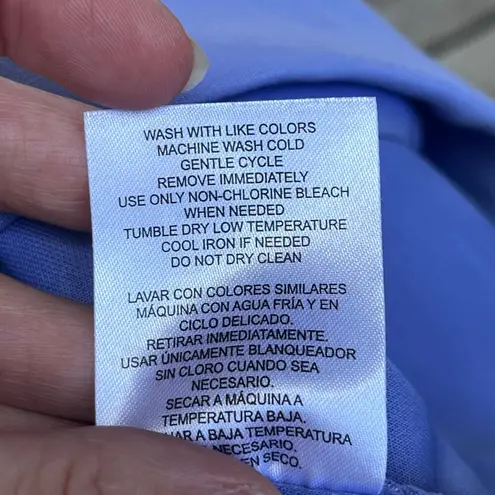 WASH WITH LIKE COLORS
MACHINE WASH COLD
GENTLE CYCLE
REMOVE IMMEDIATELY
USE ONLY NON-CHLORINE BLEACH
WHEN NEEDED
TUMBLE DRY LOW TEMPERATURE
COOL IRON IF NEEDED
DO NOT DRY CLEAN
LAVAR CON COLORES SIMILARES
MÁQUINA CON AGUA FRÍA Y EN
CICLO DELICADO.
RETIRAR INMEDIATAMENTE.
USAR ÚNICAMENTE BLANQUEADOR
SIN CLORO CUANDO SEA
NECESARIO.
SECAR A MÁQUINA A
TEMPERATURA BAJA.
A BAJA TEMPERATURA
NECESARIO.
EN SECO.